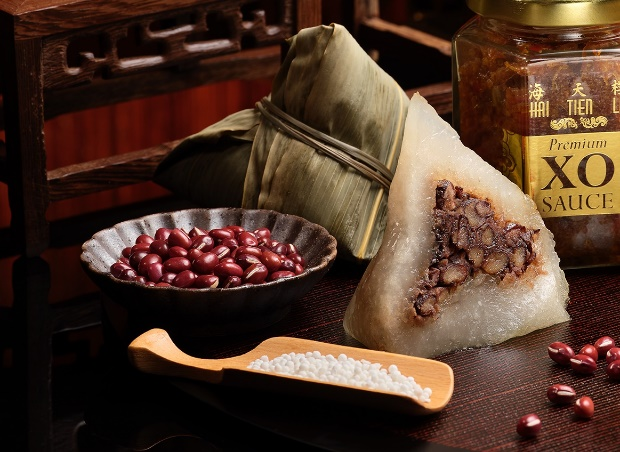 海 天
HAI TIEN L
Premium
XO
SAUCE